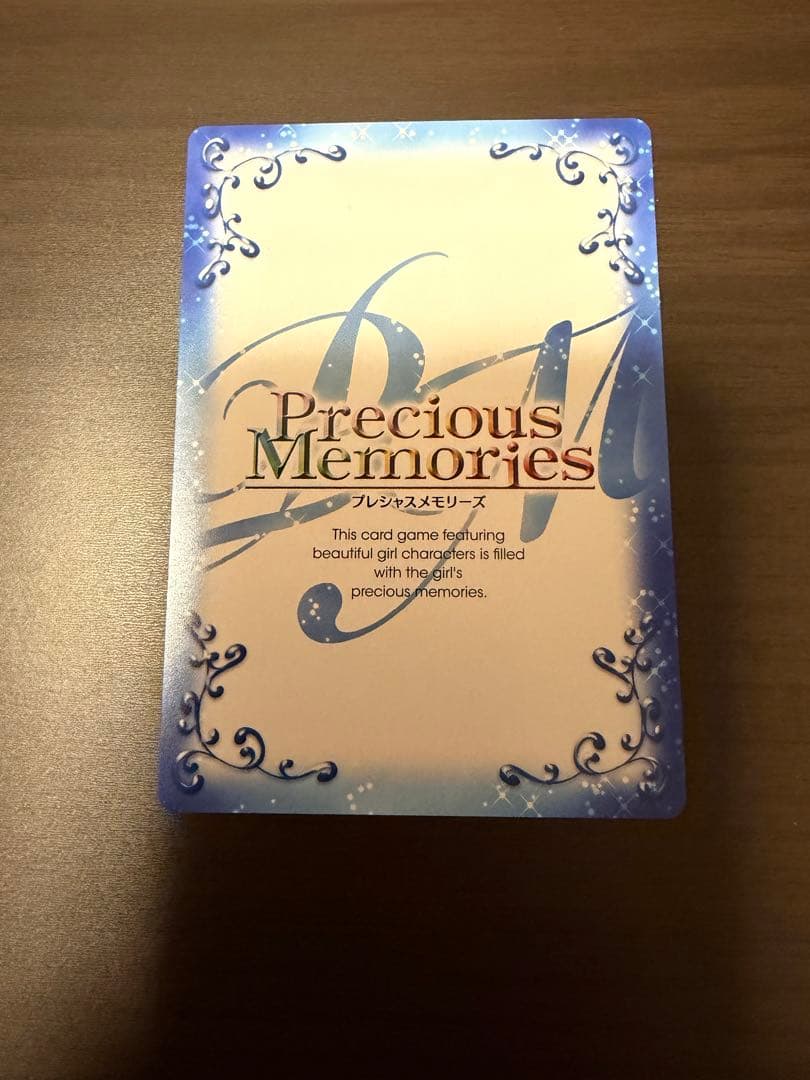 PM
Precious
Memories
プレシャスメモリーズ
This card game featuring
beautiful girl characters is filled
with the girl's
precious memories.